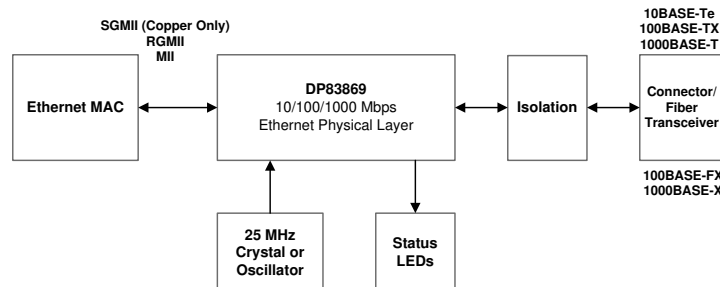 SGMII (Copper Only)
RGMII
MII
10BASE-Te
100BASE-TX
1000BASE-T
Ethernet MAC
DP83869
10/100/1000 Mbps
Ethernet Physical Layer
Isolation
Connector/
Fiber
Transceiver
100BASE-FX
1000BASE-X
25 MHz
Crystal or
Oscillator
Status
LEDs